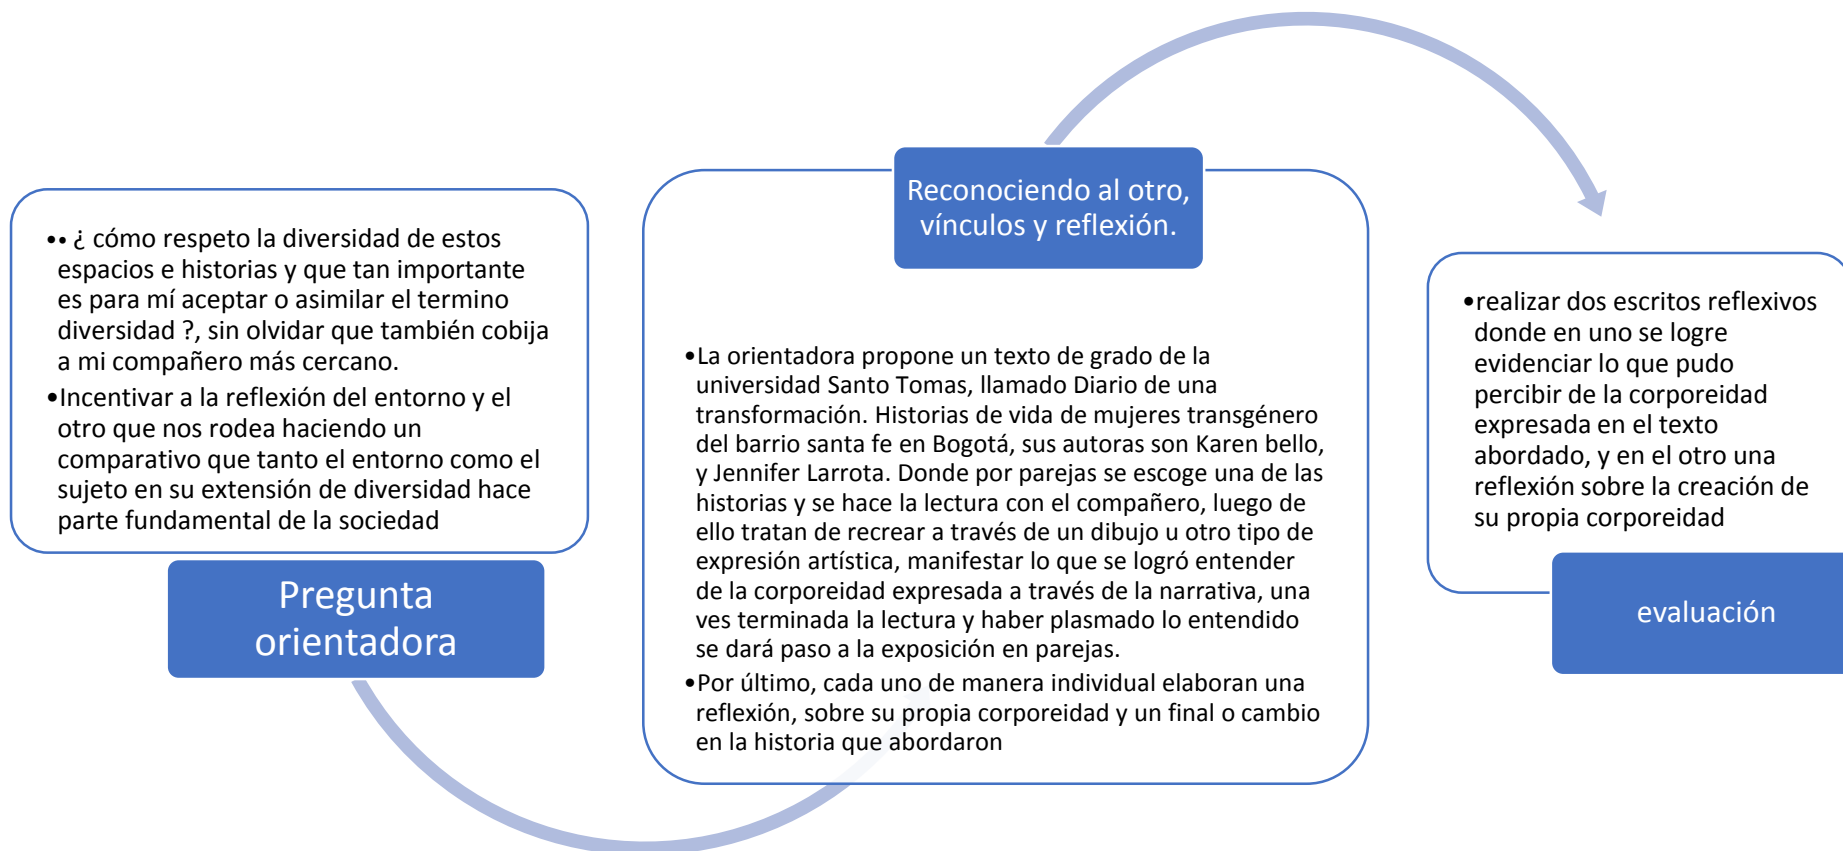 •• ¿ cómo respeto la diversidad de estos
espacios e historias y que tan importante
es para mí aceptar o asimilar el termino
diversidad ?, sin olvidar que también cobija
a mi compañero más cercano.
•Incentivar a la reflexión del entorno y el
otro que nos rodea haciendo un
comparativo que tanto el entorno como el
sujeto en su extensión de diversidad hace
parte fundamental de la sociedad
Pregunta
orientadora
Reconociendo al otro,
vínculos y reflexión.
•La orientadora propone un texto de grado de la
universidad Santo Tomas, llamado Diario de una
transformación. Historias de vida de mujeres transgénero
del barrio santa fe en Bogotá, sus autoras son Karen bello,
y Jennifer Larrota. Donde por parejas se escoge una de las
historias y se hace la lectura con el compañero, luego de
ello tratan de recrear a través de un dibujo u otro tipo de
expresión artística, manifestar lo que se logró entender
de la corporeidad expresada a través de la narrativa, una
ves terminada la lectura y haber plasmado lo entendido
se dará paso a la exposición en parejas.
•Por último, cada uno de manera individual elaboran una
reflexión, sobre su propia corporeidad y un final o cambio
en la historia que abordaron
•realizar dos escritos reflexivos
donde en uno se logre
evidenciar lo que pudo
percibir de la corporeidad
expresada en el texto
abordado, y en el otro una
reflexión sobre la creación de
su propia corporeidad
evaluación